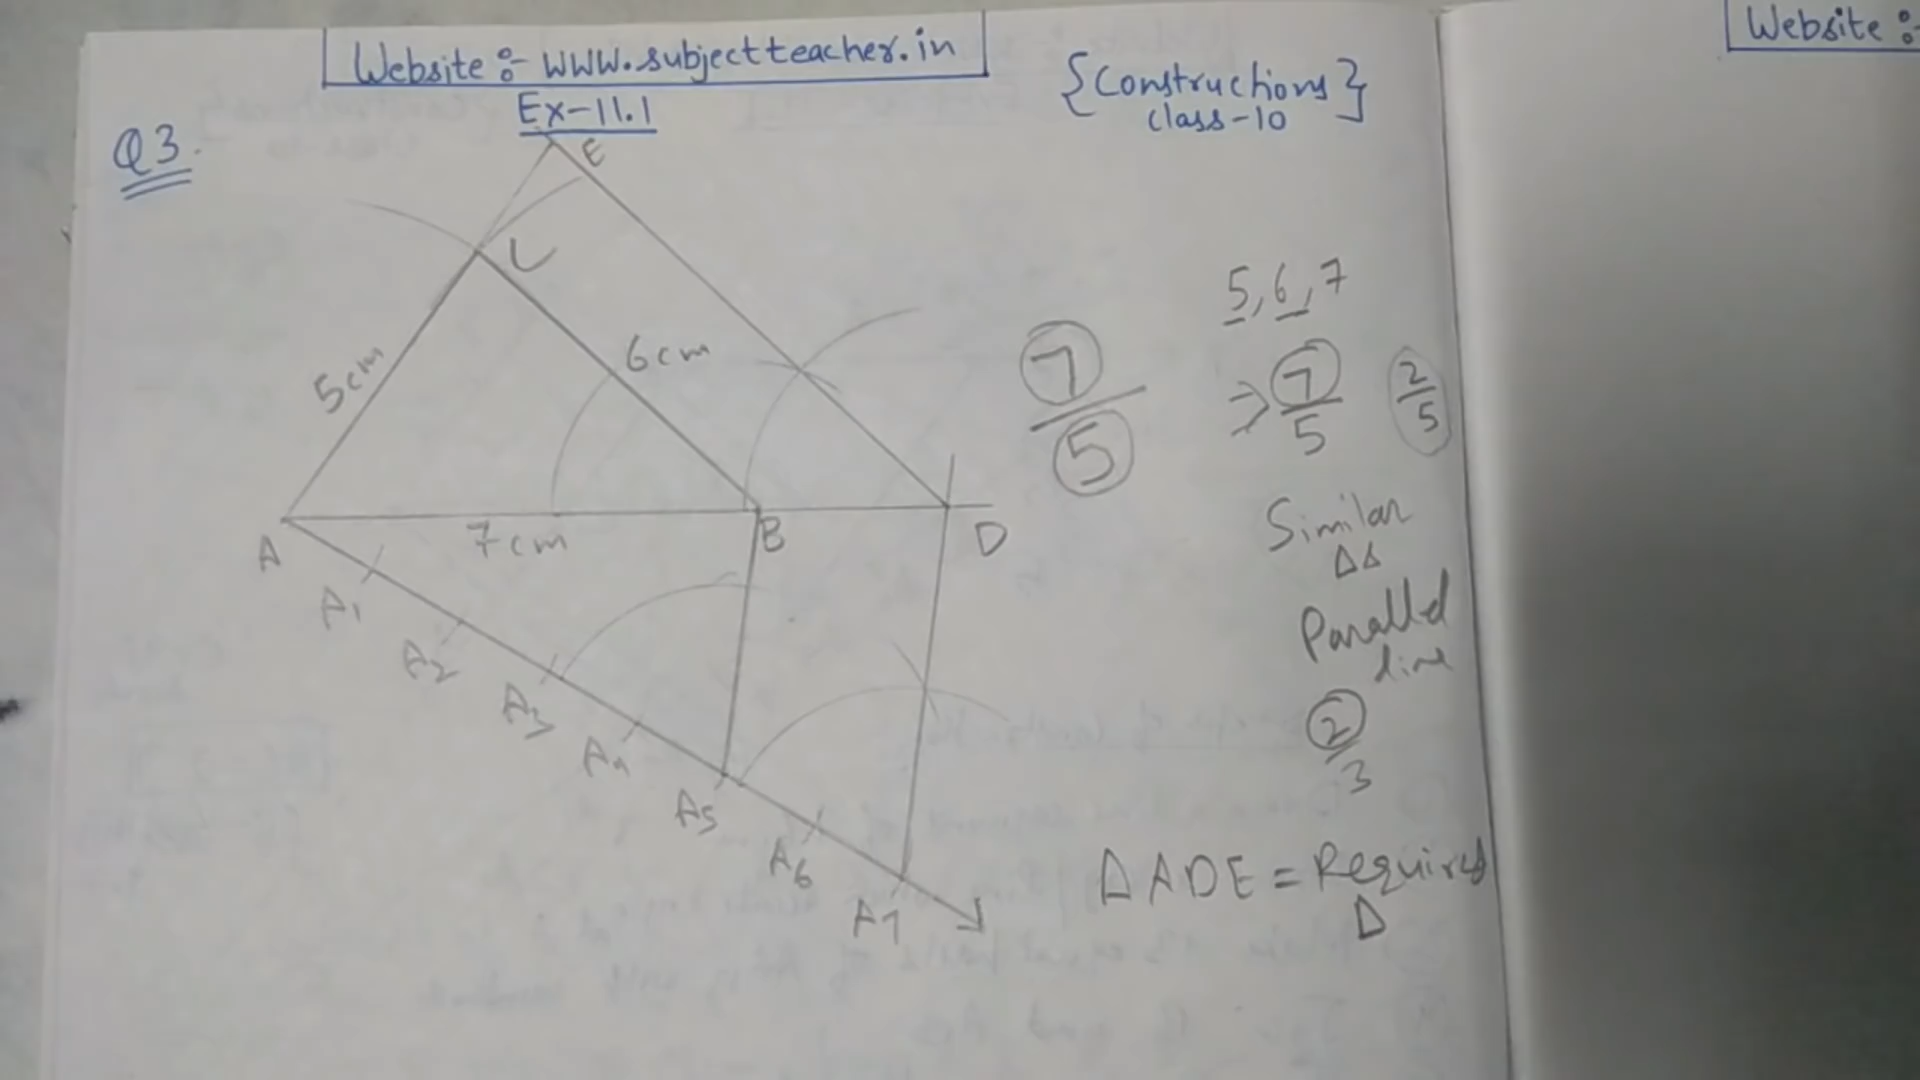 Website :- www.subjectteacher.in
Website :-
{Constructions}
class-10
Ex-11.1
Q3.
E
C
5cm
6cm
7cm
A
B
D
A1
A2
A3
A4
A5
A6
A7
5, 6, 7
7/5
⇒ 7/5
2/5
Similar
ΔΔ
Parallel
line
2/3
Δ ADE = Required
Δ